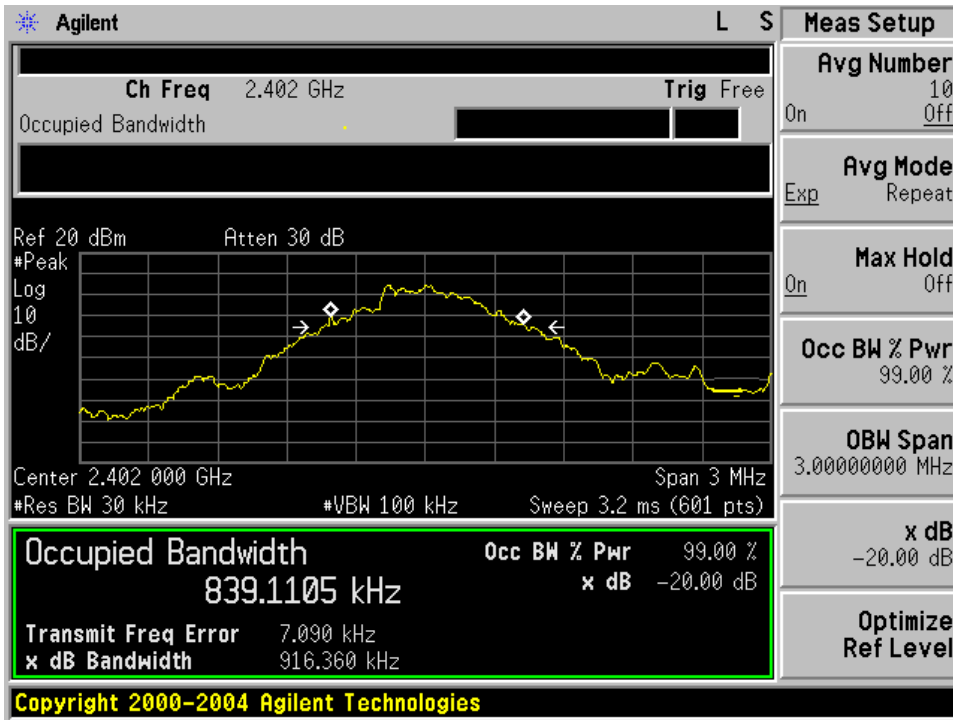 Agilent L S
Ch Freq 2.402 GHz Trig Free
Occupied Bandwidth
Ref 20 dBm Atten 30 dB
#Peak
Log
10
dB/
Center 2.402 000 GHz Span 3 MHz
#Res BW 30 kHz #VBW 100 kHz Sweep 3.2 ms (601 pts)
Occupied Bandwidth Occ BW % Pwr 99.00 %
839.1105 kHz x dB -20.00 dB
Transmit Freq Error 7.090 kHz
x dB Bandwidth 916.360 kHz
Copyright 2000-2004 Agilent Technologies
Meas Setup
Avg Number
10
On Off
Avg Mode
Exp Repeat
Max Hold
On Off
Occ BW % Pwr
99.00 %
OBW Span
3.00000000 MHz
x dB
-20.00 dB
Optimize
Ref Level